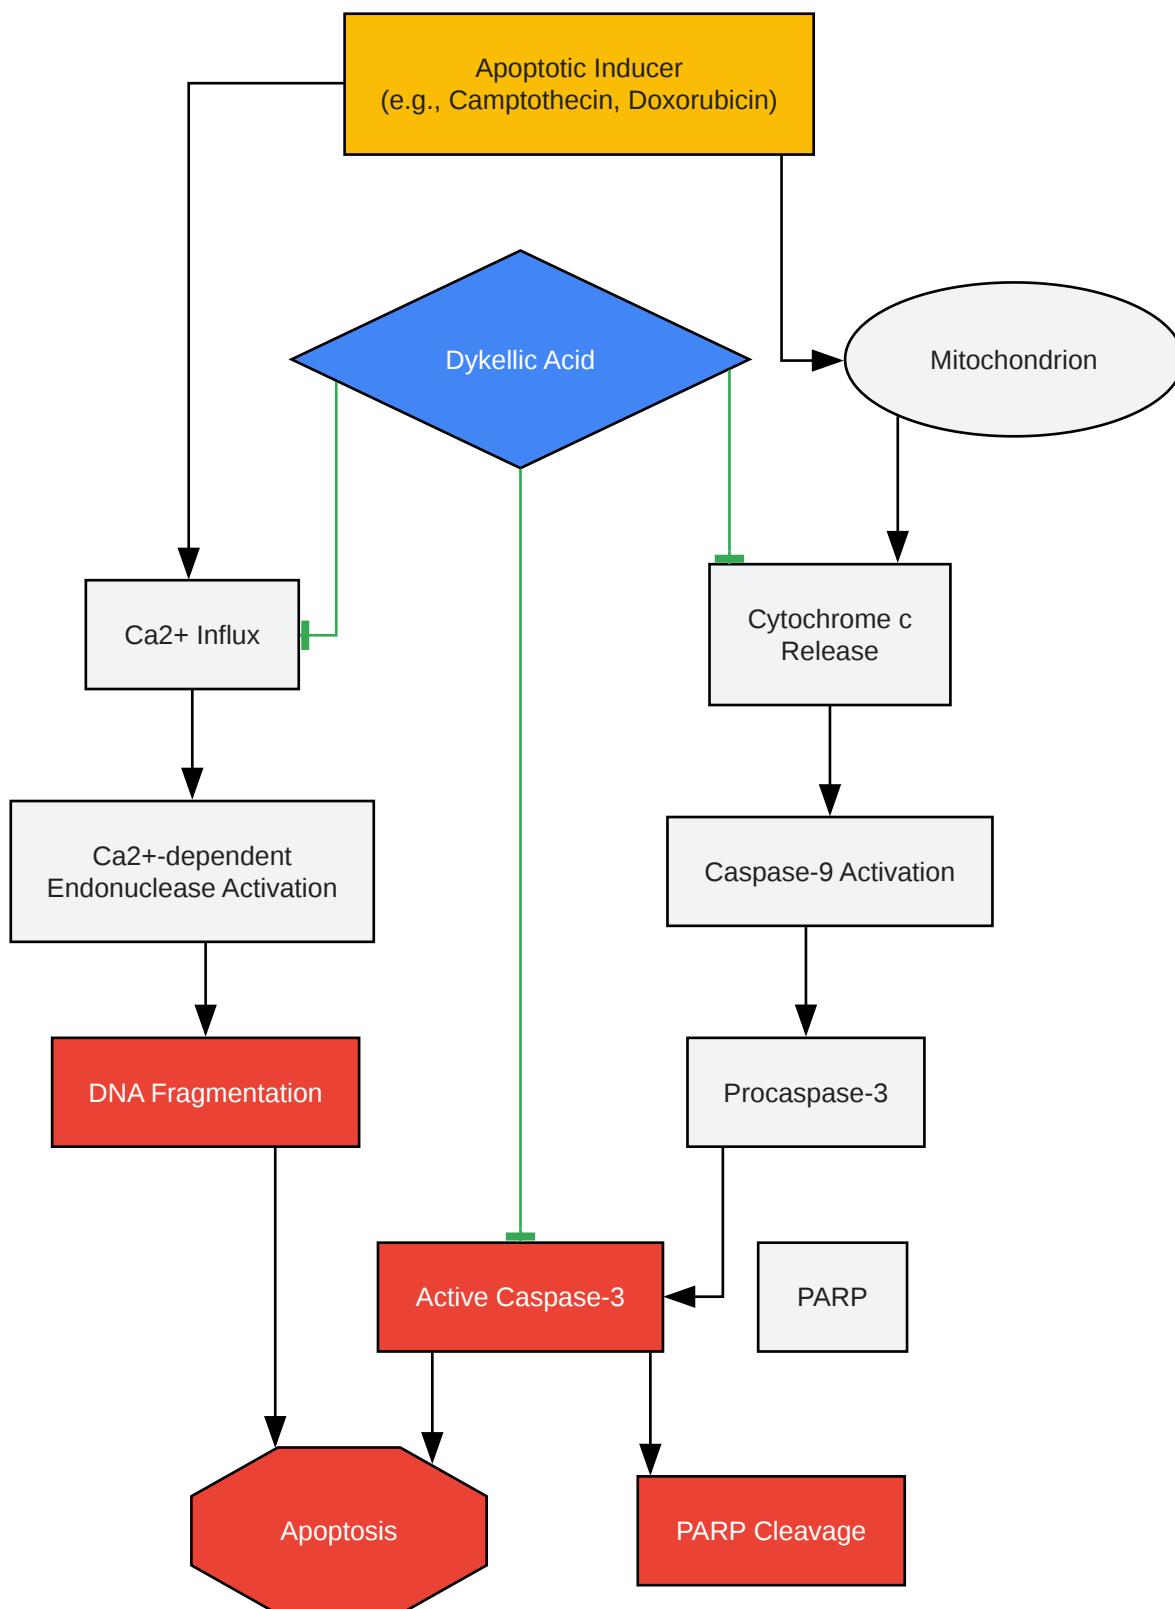 Apoptotic Inducer
(e.g., Camptothecin, Doxorubicin)
Dykellic Acid
Mitochondrion
Ca2+ Influx
Cytochrome c
Release
Ca2+-dependent
Endonuclease Activation
Caspase-9 Activation
DNA Fragmentation
Procaspase-3
Active Caspase-3
PARP
Apoptosis
PARP Cleavage